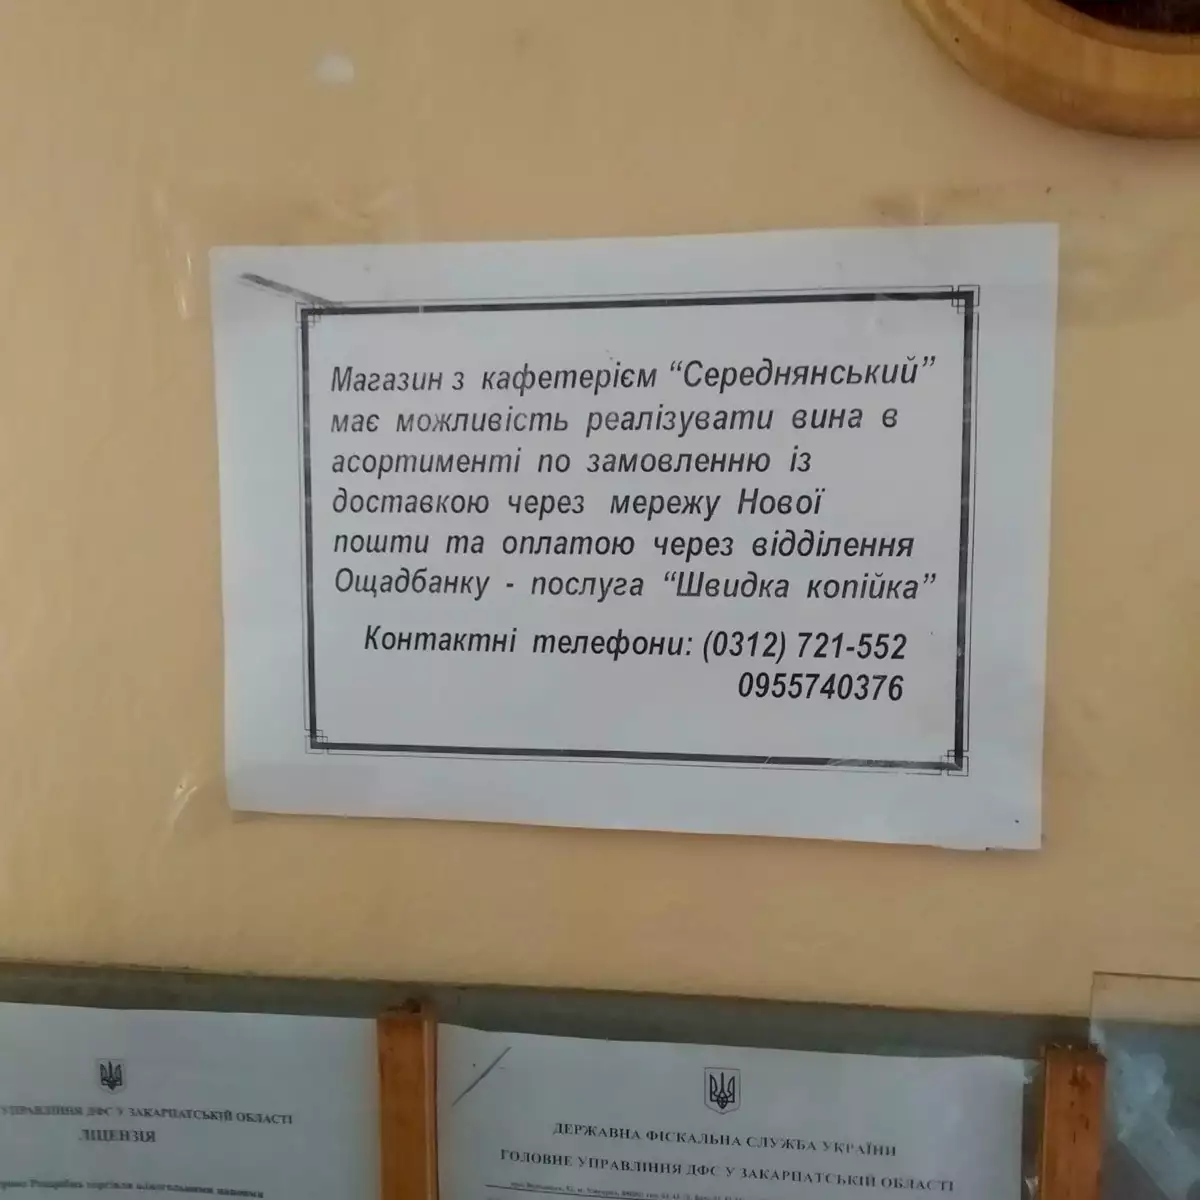 Магазин з кафетерієм “Середнянський”
має можливість реалізувати вина в
асортименті по замовленню із
доставкою через мережу Нової
пошти та оплатою через відділення
Ощадбанку - послуга “Швидка копійка”
Контактні телефони: (0312) 721-552
0955740376
УПРАВЛІННЯ ДФС У ЗАКАРПАТСЬКІЙ ОБЛАСТІ
ЛІЦЕНЗІЯ
ДЕРЖАВНА ФІСКАЛЬНА СЛУЖБА УКРАЇНИ
ГОЛОВНЕ УПРАВЛІННЯ ДФС У ЗАКАРПАТСЬКІЙ ОБЛАСТІ